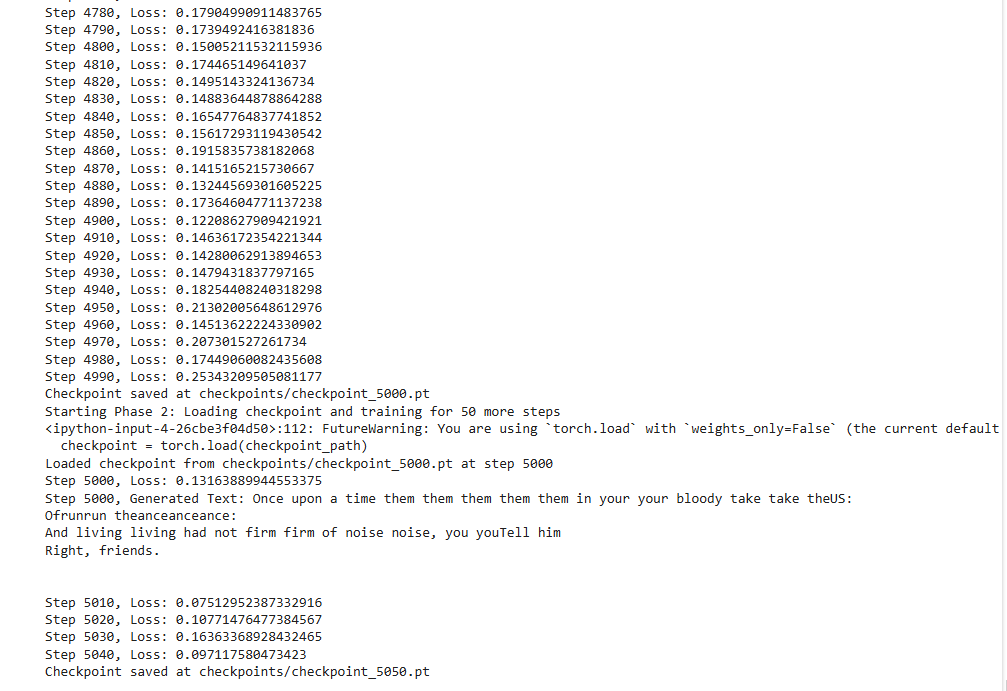 Step 4780, Loss: 0.17904990911483765
Step 4790, Loss: 0.1739492416381836
Step 4800, Loss: 0.15005211532115936
Step 4810, Loss: 0.174465149641037
Step 4820, Loss: 0.1495143324136734
Step 4830, Loss: 0.14883644878864288
Step 4840, Loss: 0.16547764837741852
Step 4850, Loss: 0.15617293119430542
Step 4860, Loss: 0.1915835738182068
Step 4870, Loss: 0.1415165215730667
Step 4880, Loss: 0.13244569301605225
Step 4890, Loss: 0.17364604771137238
Step 4900, Loss: 0.12208627909421921
Step 4910, Loss: 0.14636172354221344
Step 4920, Loss: 0.14280062913894653
Step 4930, Loss: 0.1479431837797165
Step 4940, Loss: 0.18254408240318298
Step 4950, Loss: 0.21302005648612976
Step 4960, Loss: 0.14513622224330902
Step 4970, Loss: 0.207301527261734
Step 4980, Loss: 0.17449060082435608
Step 4990, Loss: 0.25343209505081177
Checkpoint saved at checkpoints/checkpoint_5000.pt
Starting Phase 2: Loading checkpoint and training for 50 more steps
<ipython-input-4-26cbe3f04d50>:112: FutureWarning: You are using `torch.load` with `weights_only=False` (the current default
checkpoint = torch.load(checkpoint_path)
Loaded checkpoint from checkpoints/checkpoint_5000.pt at step 5000
Step 5000, Loss: 0.13163889944553375
Step 5000, Generated Text: Once upon a time them them them them them in your your bloody take take theUS:
Ofrunrun theanceanceance:
And living living had not firm firm of noise noise, you youTell him
Right, friends.
Step 5010, Loss: 0.07512952387332916
Step 5020, Loss: 0.10771476477384567
Step 5030, Loss: 0.16363368928432465
Step 5040, Loss: 0.097117580473423
Checkpoint saved at checkpoints/checkpoint_5050.pt